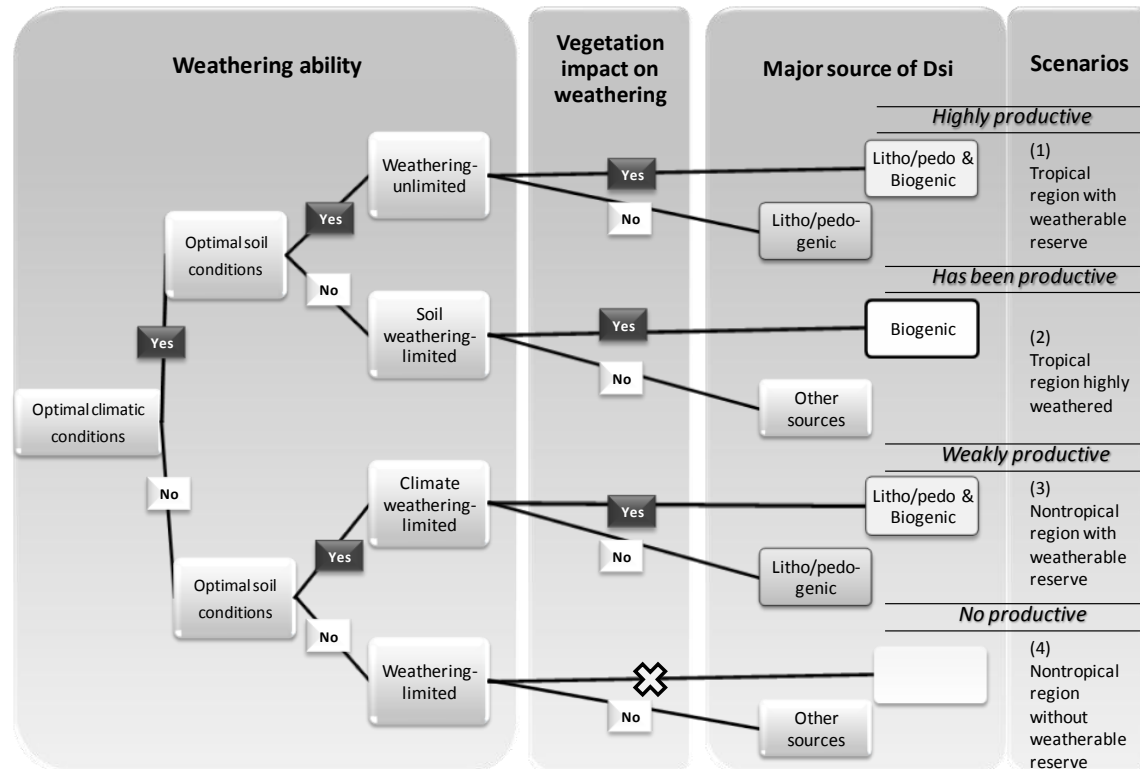 Weathering ability
Vegetation
impact on
weathering
Major source of Dsi
Scenarios
Highly productive
Weathering-
unlimited
Yes
No
Litho/pedo &
Biogenic
Litho/pedo-
genic
(1)
Tropical
region with
weatherable
reserve
Yes
Optimal soil
conditions
No
Has been productive
Soil
weathering-
limited
Yes
No
Biogenic
Other
sources
(2)
Tropical
region highly
weathered
Yes
Optimal climatic
conditions
No
Weakly productive
Climate
weathering-
limited
Yes
No
Litho/pedo &
Biogenic
Litho/pedo-
genic
(3)
Nontropical
region with
weatherable
reserve
Yes
Optimal soil
conditions
No
No productive
Weathering-
limited
No
Other
sources
(4)
Nontropical
region
without
weatherable
reserve